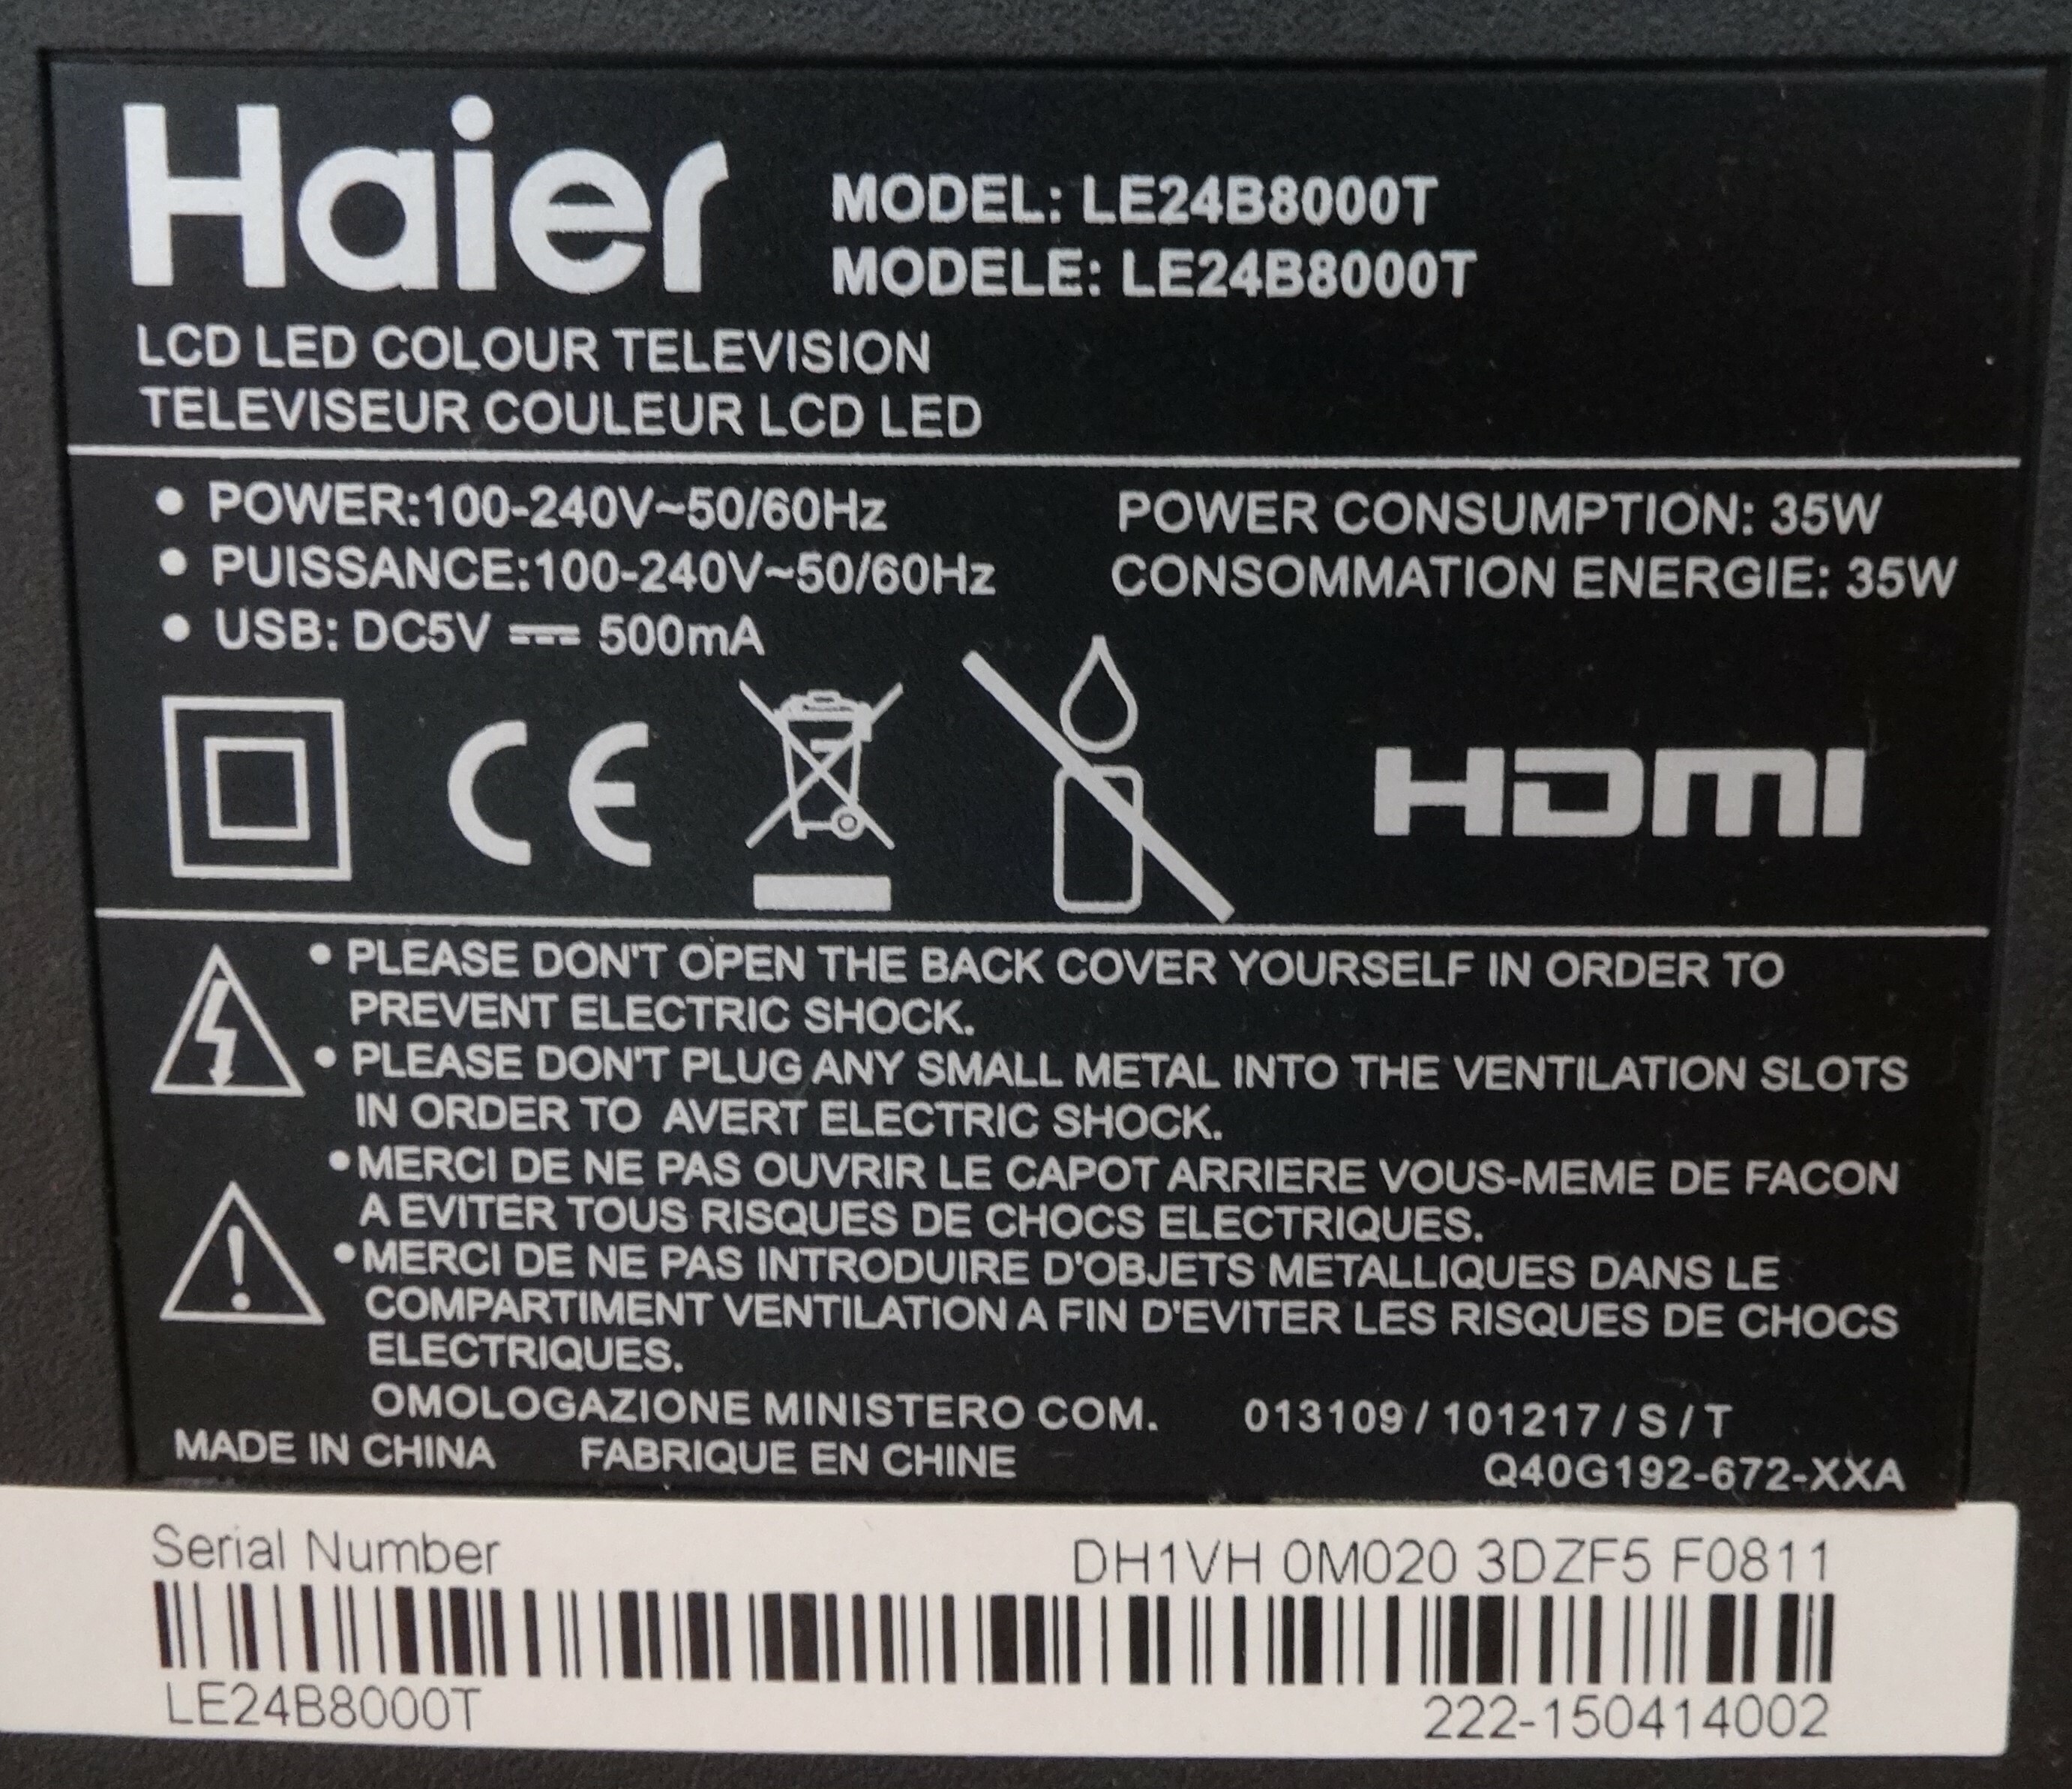 Haier
MODEL: LE24B8000T
MODELE: LE24B8000T
LCD LED COLOUR TELEVISION
TELEVISEUR COULEUR LCD LED
• POWER:100-240V~50/60Hz
POWER CONSUMPTION: 35W
• PUISSANCE:100-240V~50/60Hz
CONSOMMATION ENERGIE: 35W
• USB: DC5V ⎓ 500mA
CE
HDMI
• PLEASE DON'T OPEN THE BACK COVER YOURSELF IN ORDER TO
PREVENT ELECTRIC SHOCK.
• PLEASE DON'T PLUG ANY SMALL METAL INTO THE VENTILATION SLOTS
IN ORDER TO AVERT ELECTRIC SHOCK.
• MERCI DE NE PAS OUVRIR LE CAPOT ARRIERE VOUS-MEME DE FACON
A EVITER TOUS RISQUES DE CHOCS ELECTRIQUES.
• MERCI DE NE PAS INTRODUIRE D'OBJETS METALLIQUES DANS LE
COMPARTIMENT VENTILATION A FIN D'EVITER LES RISQUES DE CHOCS
ELECTRIQUES.
OMOLOGAZIONE MINISTERO COM. 013109 / 101217 / S / T
MADE IN CHINA FABRIQUE EN CHINE Q40G192-672-XXA
Serial Number DH1VH 0M020 3DZF5 F0811
LE24B8000T 222-150414002